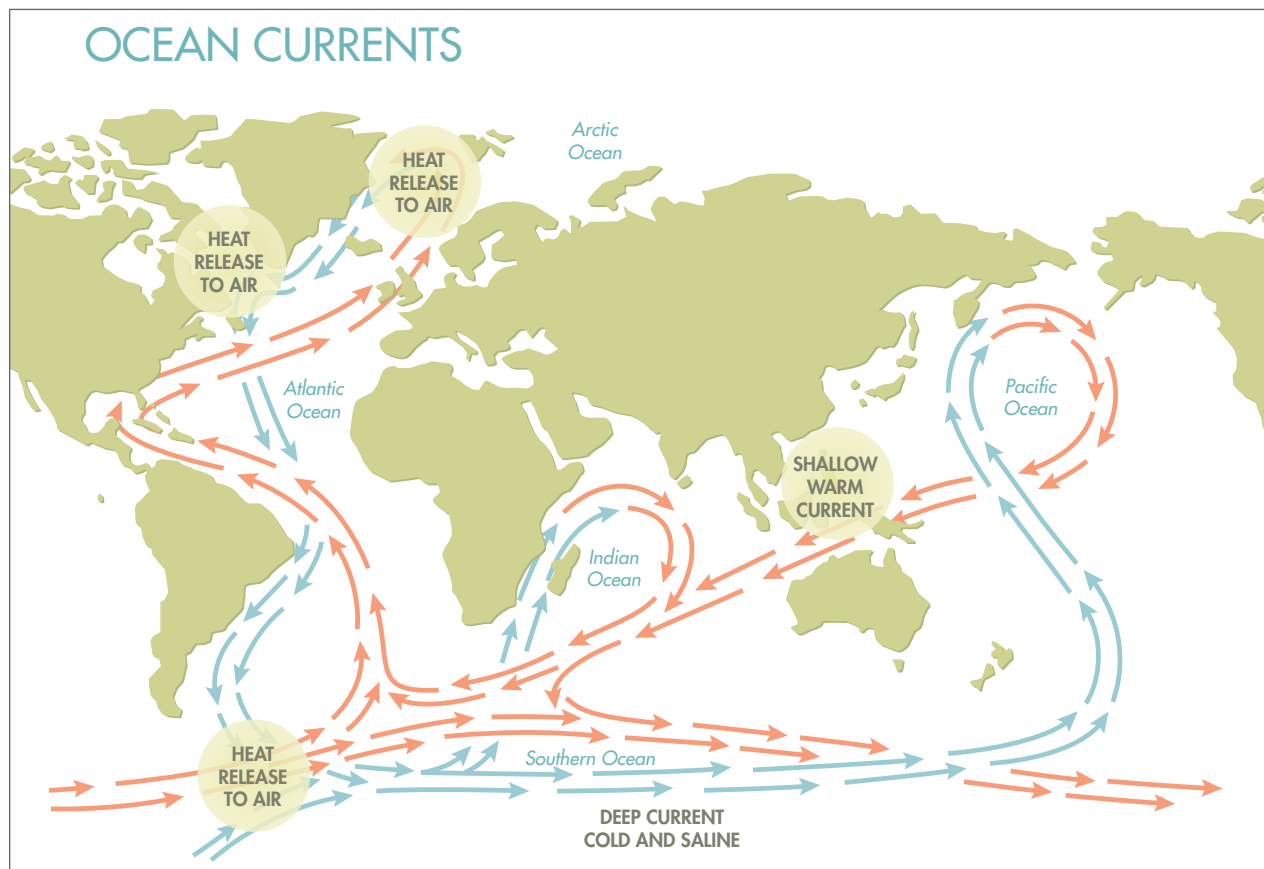 OCEAN CURRENTS
Arctic
Ocean
HEAT
RELEASE
TO AIR
HEAT
RELEASE
TO AIR
Atlantic
Ocean
Pacific
Ocean
SHALLOW
WARM
CURRENT
Indian
Ocean
HEAT
RELEASE
TO AIR
Southern Ocean
DEEP CURRENT
COLD AND SALINE